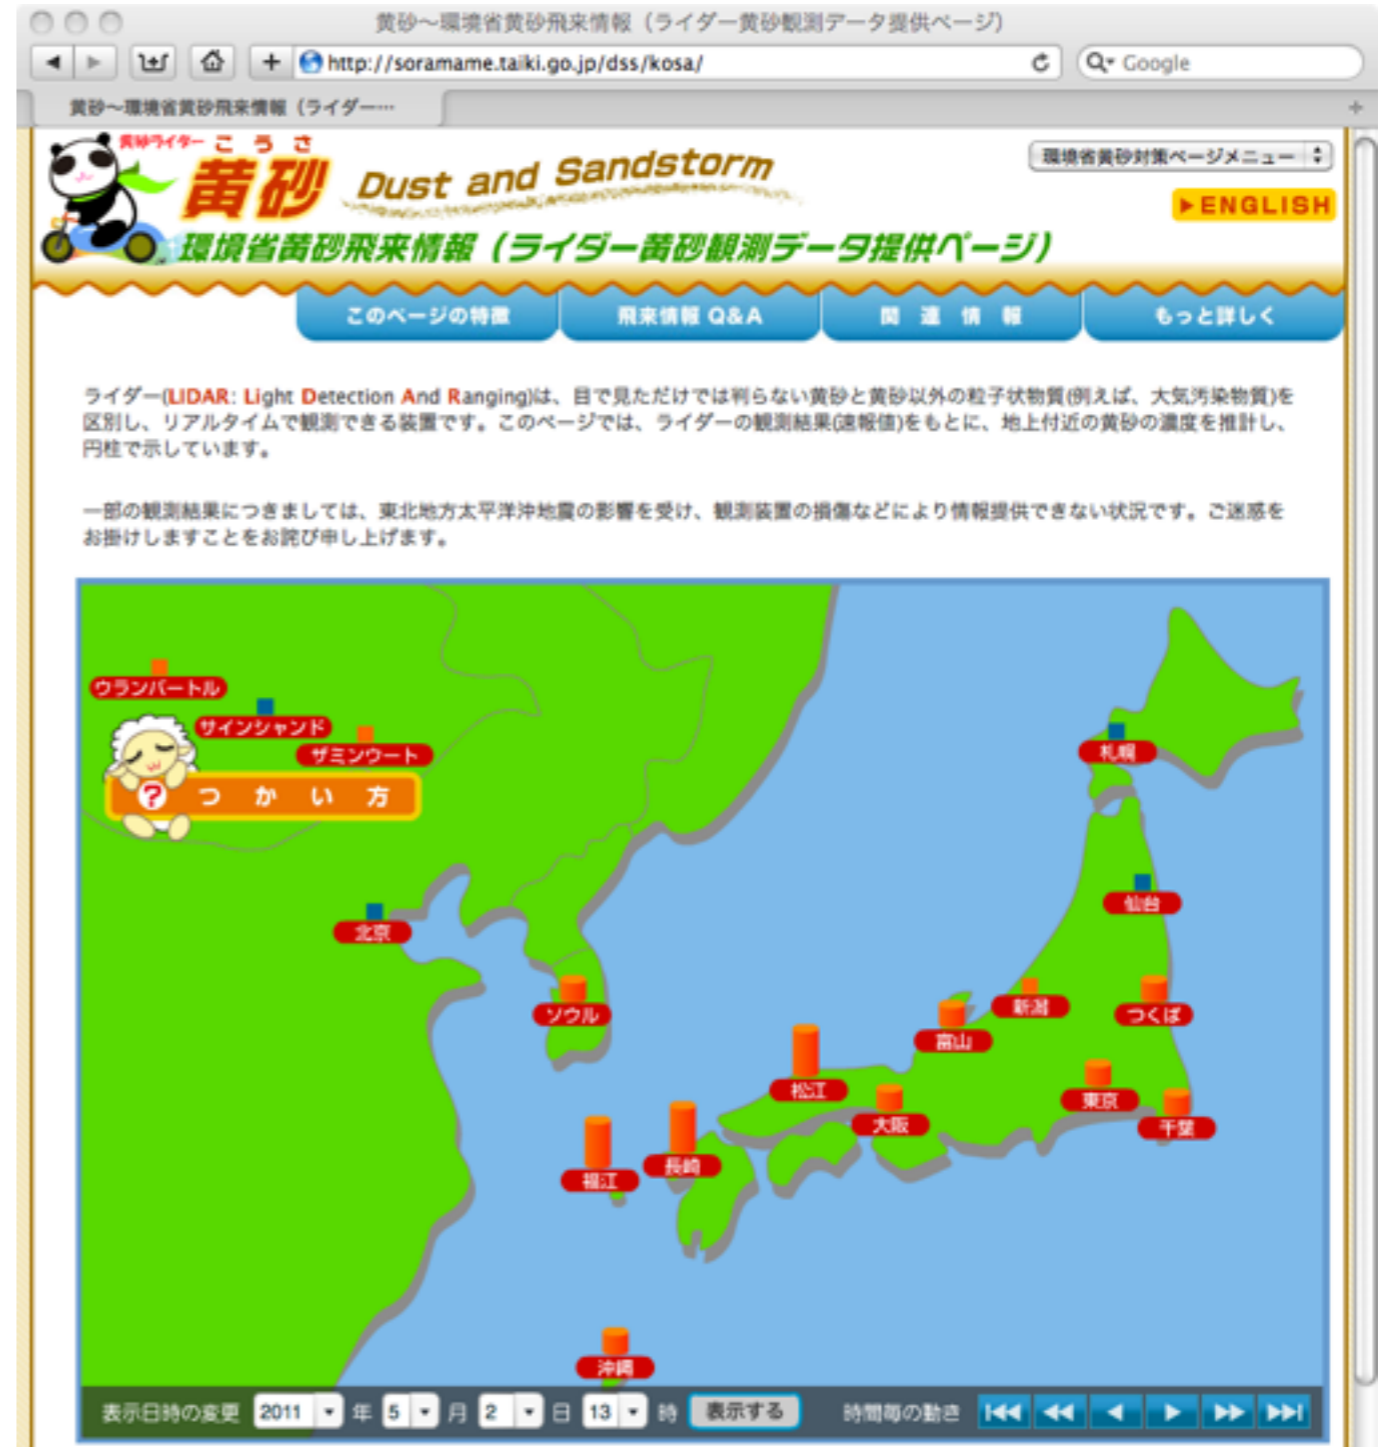 黄砂〜環境省黄砂飛来情報（ライダー黄砂観測データ提供ページ）
http://soramame.taiki.go.jp/dss/kosa/
Google
黄砂〜環境省黄砂飛来情報（ライダー…
黄砂ライダー
こうさ
黄砂 Dust and Sandstorm
環境省黄砂対策ページメニュー
ENGLISH
環境省黄砂飛来情報（ライダー黄砂観測データ提供ページ）
このページの特徴 飛来情報 Q&A 関連情報 もっと詳しく
ライダー(LIDAR: Light Detection And Ranging)は、目で見ただけでは判らない黄砂と黄砂以外の粒子状物質(例えば、大気汚染物質)を
区別し、リアルタイムで観測できる装置です。このページでは、ライダーの観測結果(速報値)をもとに、地上付近の黄砂の濃度を推計し、
円柱で示しています。
一部の観測結果につきましては、東北地方太平洋沖地震の影響を受け、観測装置の損傷などにより情報提供できない状況です。ご迷惑を
お掛けしますことをお詫び申し上げます。
ウランバートル
サインシャンド
ザミンウート
? つかい方
札幌
仙台
北京
ソウル
新潟
つくば
富山
松江
東京
大阪
千葉
長崎
福江
沖縄
表示日時の変更 2011 年 5 月 2 日 13 時 表示する 時間毎の動き